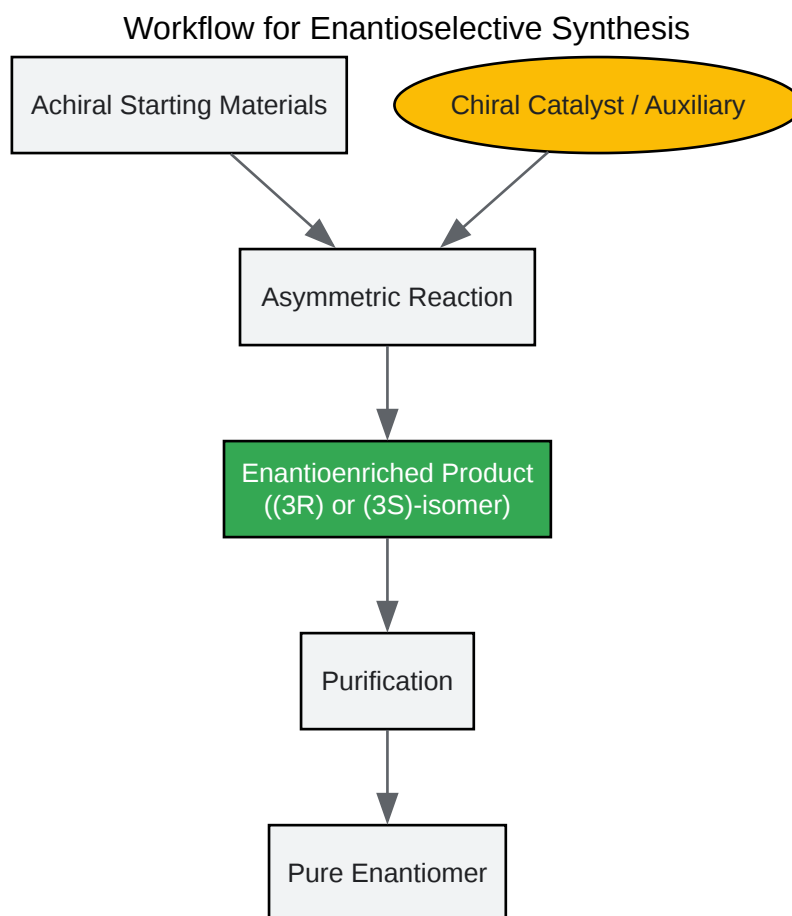 Workflow for Enantioselective Synthesis
Achiral Starting Materials
Chiral Catalyst / Auxiliary
Asymmetric Reaction
Enantioenriched Product
((3R) or (3S)-isomer)
Purification
Pure Enantiomer